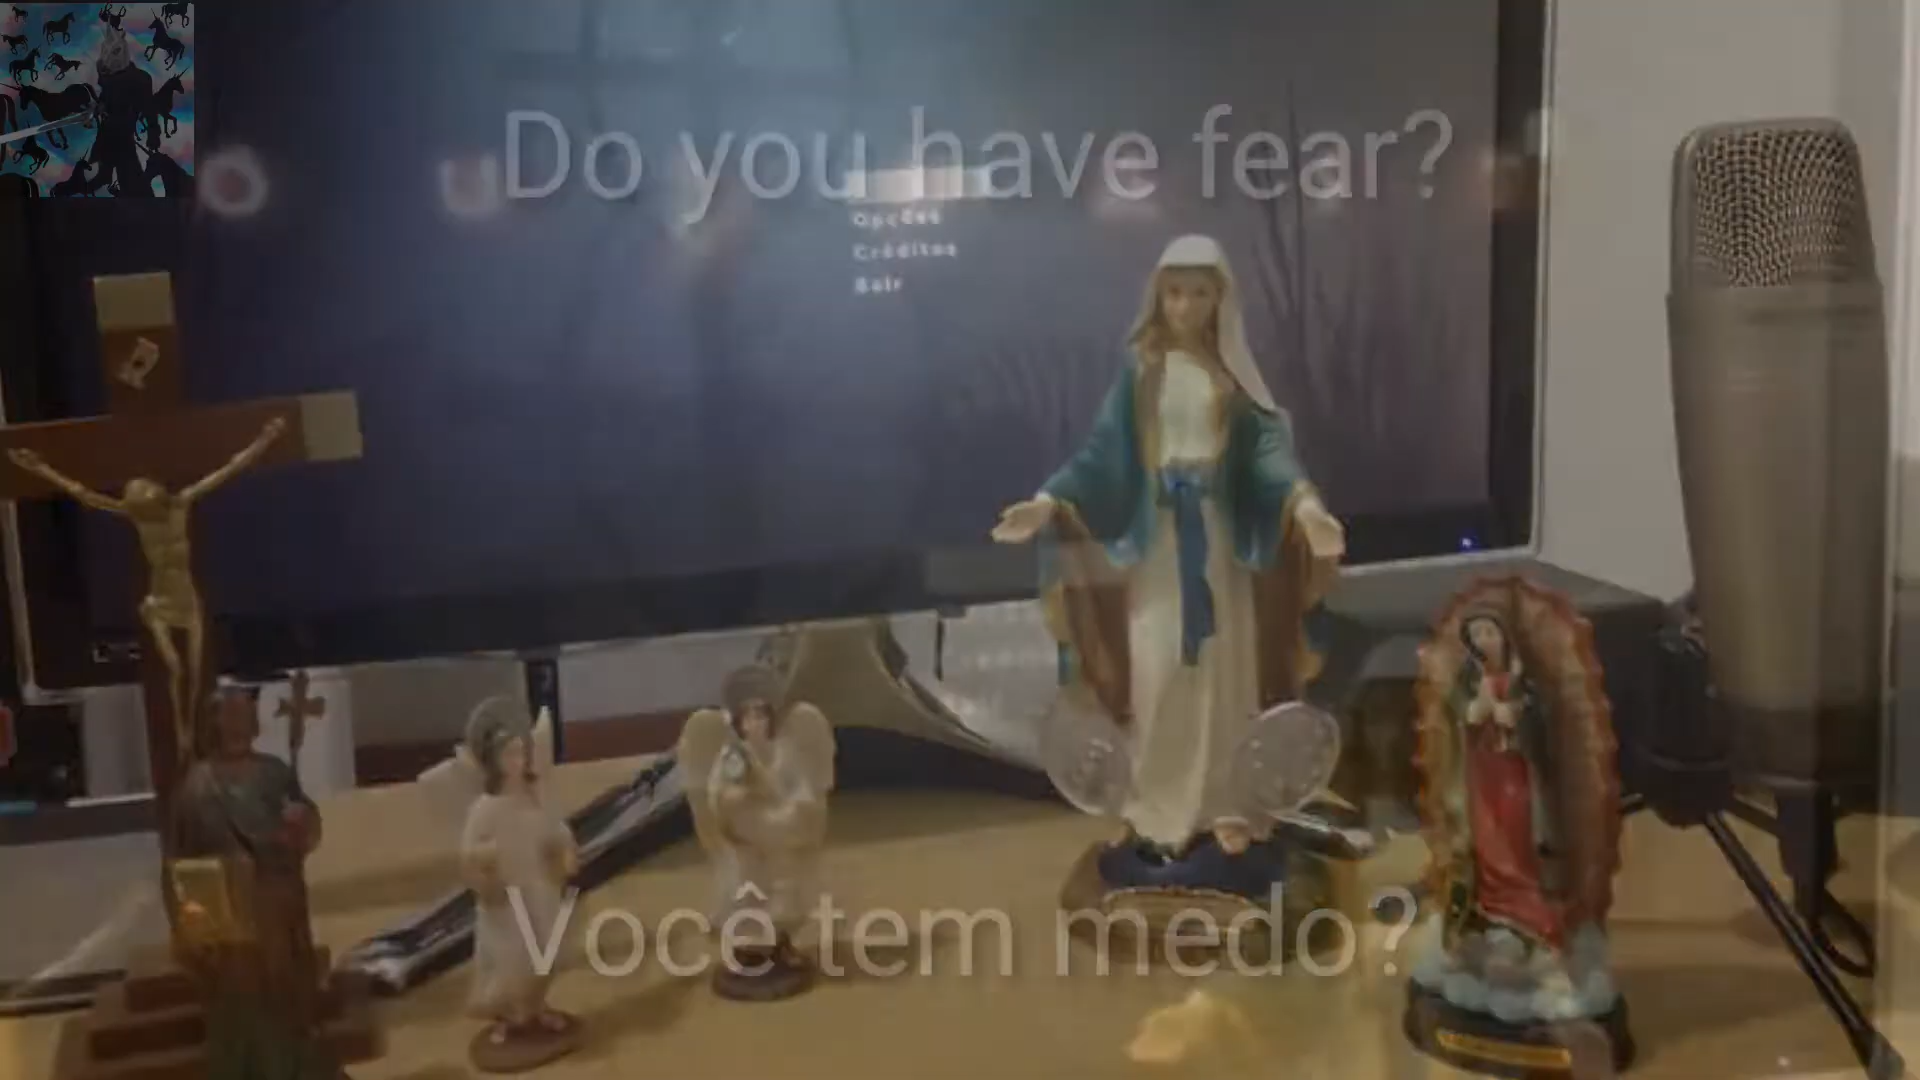 Do you have fear?
Opções
Créditos
Sair
Você tem medo?